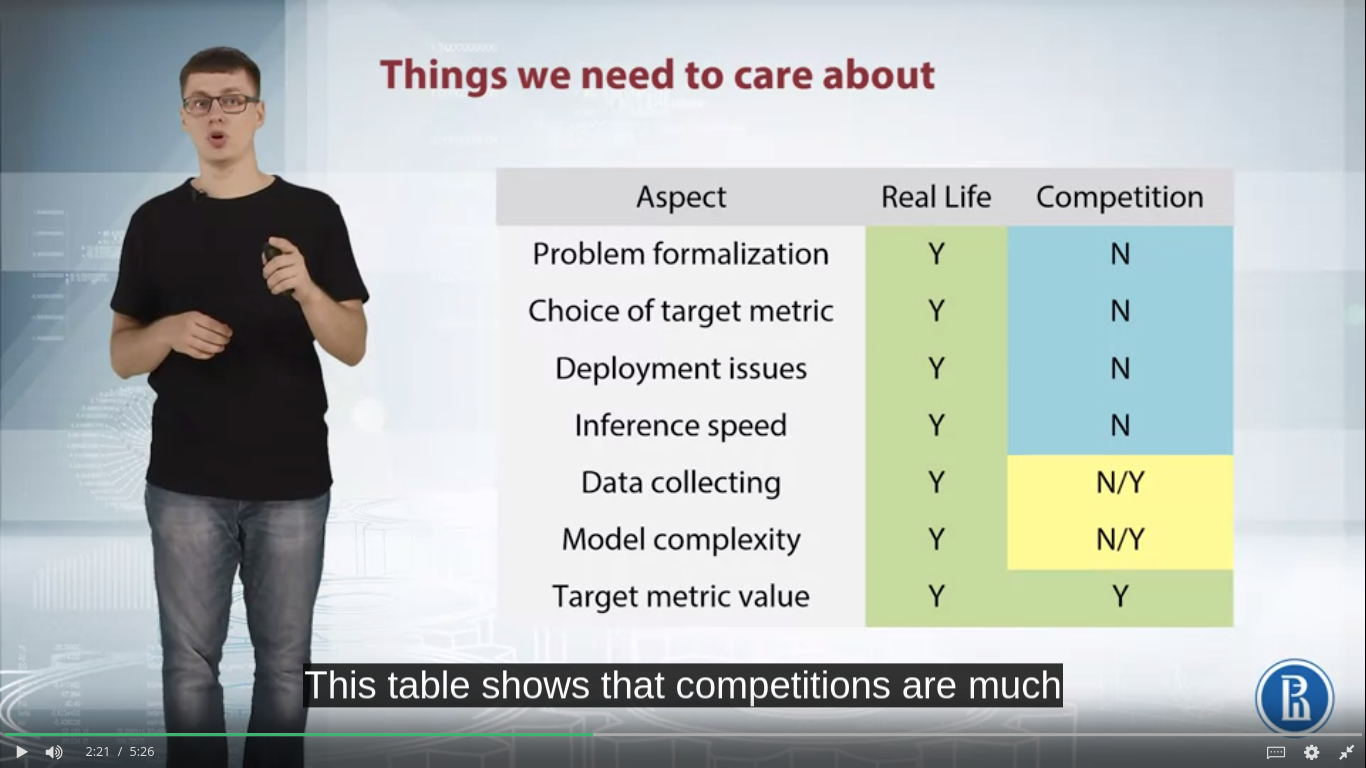 Things we need to care about
Aspect Real Life Competition
Problem formalization Y N
Choice of target metric Y N
Deployment issues Y N
Inference speed Y N
Data collecting Y N/Y
Model complexity Y N/Y
Target metric value Y Y
This table shows that competitions are much
2:21 / 5:26